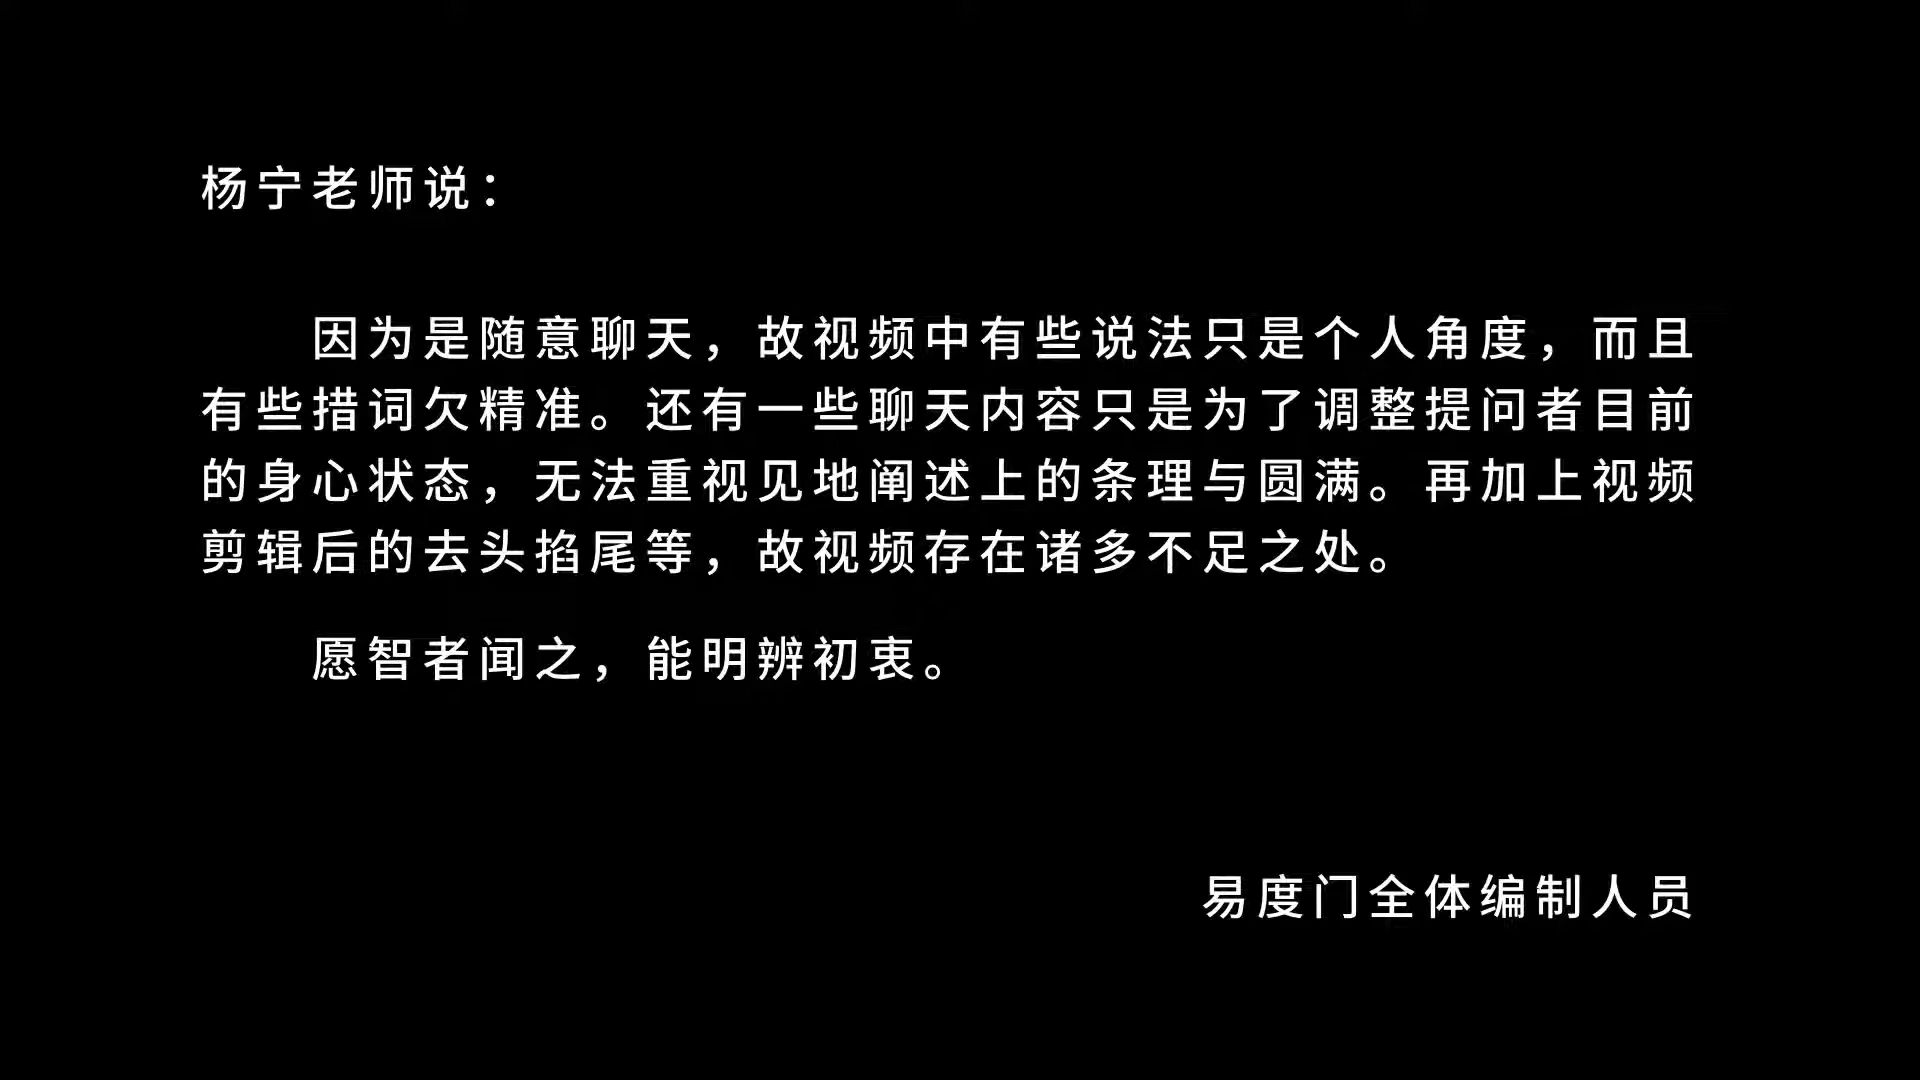 杨宁老师说：
因为是随意聊天，故视频中有些说法只是个人角度，而且
有些措词欠精准。还有一些聊天内容只是为了调整提问者目前
的身心状态，无法重视见地阐述上的条理与圆满。再加上视频
剪辑后的去头掐尾等，故视频存在诸多不足之处。
愿智者闻之，能明辨初衷。
易度门全体编制人员